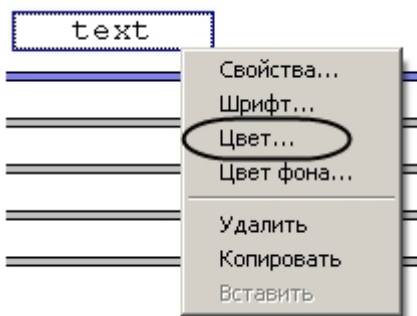 text
Свойства...
Шрифт...
Цвет...
Цвет фона...
Удалить
Копировать
Вставить